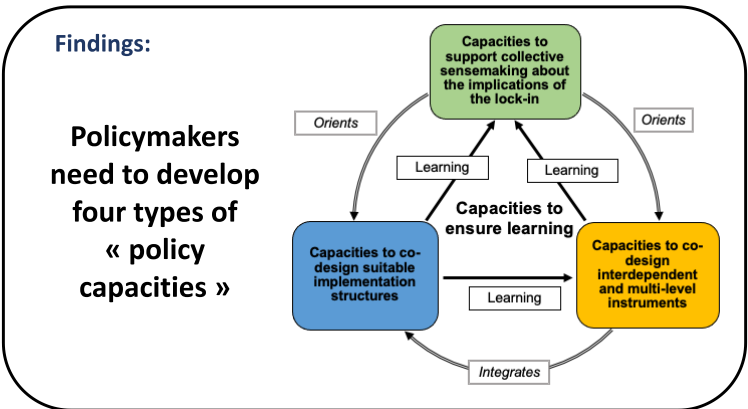 Findings:
Policymakers
need to develop
four types of
« policy
capacities »
Capacities to
support collective
sensemaking about
the implications of
the lock-in
Orients
Orients
Learning
Learning
Capacities to
ensure learning
Capacities to co-
design suitable
implementation
structures
Capacities to co-
design
interdependent
and multi-level
instruments
Learning
Integrates